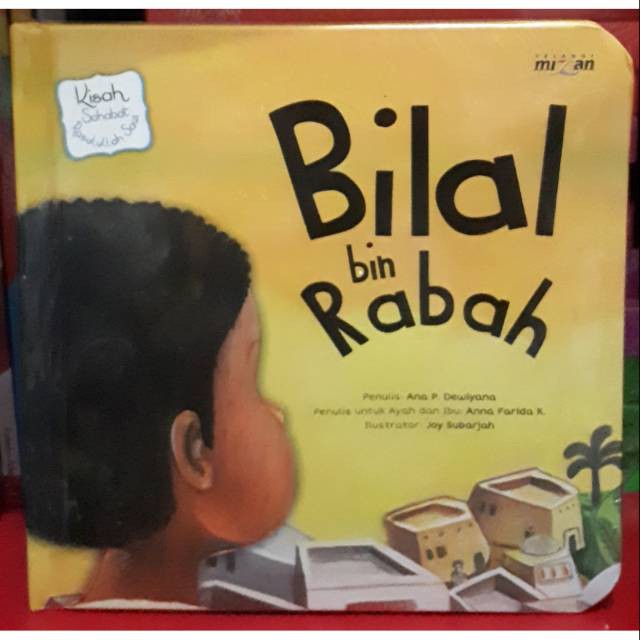 PELANGI
mizan
Kisah
Sahabat
Rasulullah Saw
Bilal
bin
Rabah
Penulis: Ana P. Dewiyana
Penulis untuk Ayah dan Ibu: Anna Farida K.
Ilustrator: Joy Subarjah